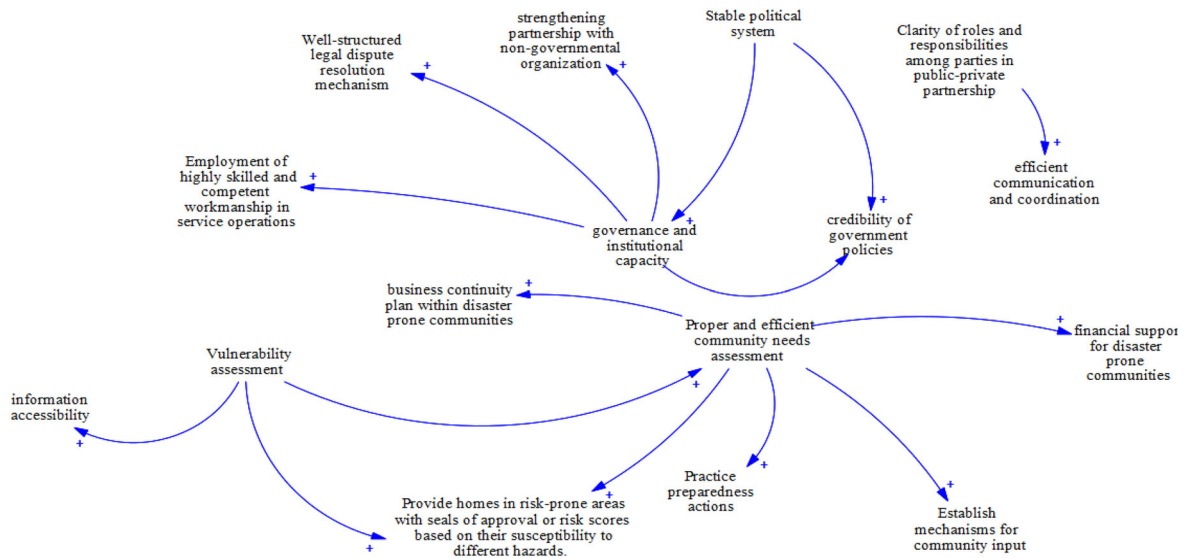 Well-structured
legal dispute
resolution
mechanism
strengthening
partnership with
non-governmental
organization
Stable political
system
Clarity of roles and
responsibilities
among parties in
public-private
partnership
Employment of
highly skilled and
competent
workmanship in
service operations
efficient
communication
and coordination
governance and
institutional
capacity
credibility of
government
policies
business continuity
plan within disaster
prone communities
Proper and efficient
community needs
assessment
financial support
for disaster
prone
communities
Vulnerability
assessment
information
accessibility
Provide homes in risk-prone areas
with seals of approval or risk scores
based on their susceptibility to
different hazards.
Practice
preparedness
actions
Establish
mechanisms for
community input
+
+
+
+
+
+
+
+
+
+
+
+
+
+